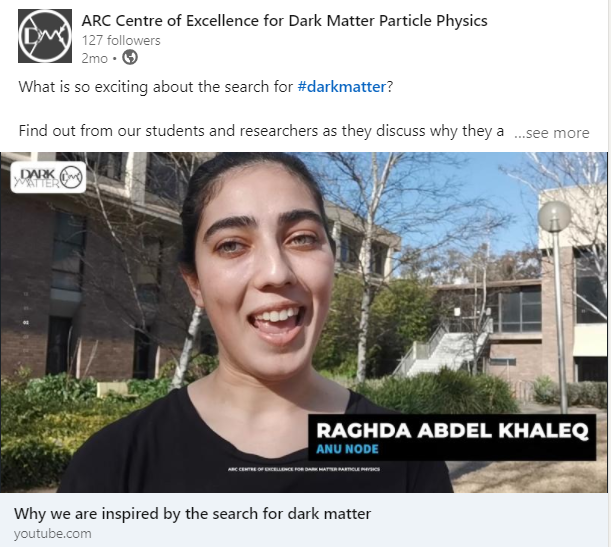 ARC Centre of Excellence for Dark Matter Particle Physics
127 followers
2mo •
What is so exciting about the search for #darkmatter?
Find out from our students and researchers as they discuss why they a ...see more
DARK
MATTER
RAGHDA ABDEL KHALEQ
ANU NODE
ARC CENTRE OF EXCELLENCE FOR DARK MATTER PARTICLE PHYSICS
Why we are inspired by the search for dark matter
youtube.com